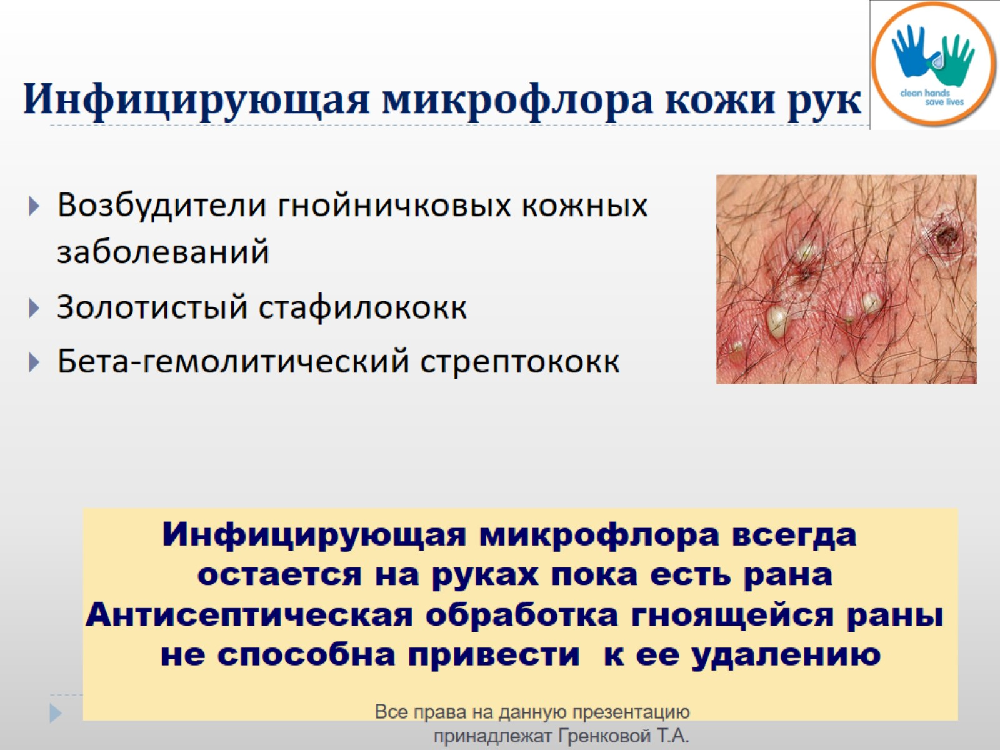 clean hands
save lives
Инфицирующая микрофлора кожи рук
Возбудители гнойничковых кожных
заболеваний
Золотистый стафилококк
Бета-гемолитический стрептококк
Инфицирующая микрофлора всегда
остается на руках пока есть рана
Антисептическая обработка гноящейся раны
не способна привести к ее удалению
Все права на данную презентацию
принадлежат Гренковой Т.А.